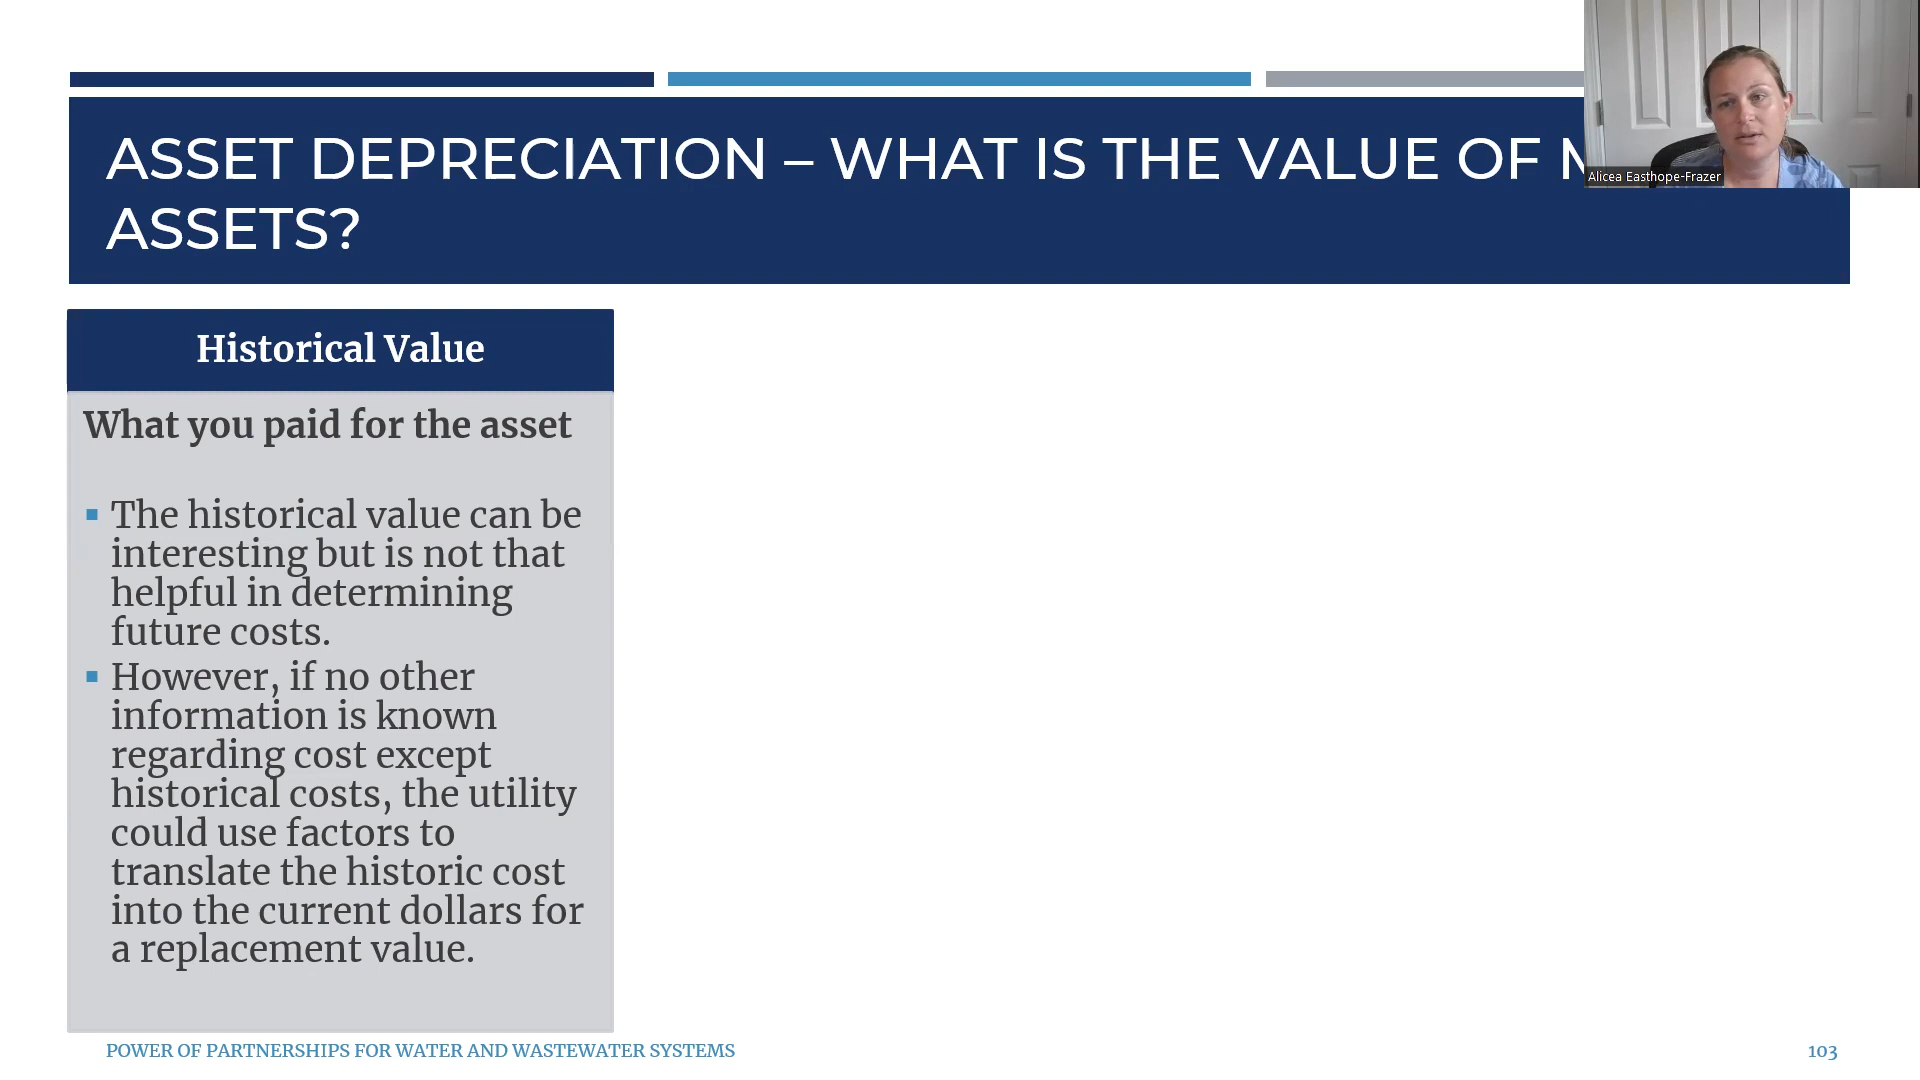 ASSET DEPRECIATION – WHAT IS THE VALUE OF
ASSETS?
Alicea Easthope-Frazer
Historical Value
What you paid for the asset
▪ The historical value can be
interesting but is not that
helpful in determining
future costs.
▪ However, if no other
information is known
regarding cost except
historical costs, the utility
could use factors to
translate the historic cost
into the current dollars for
a replacement value.
POWER OF PARTNERSHIPS FOR WATER AND WASTEWATER SYSTEMS
103